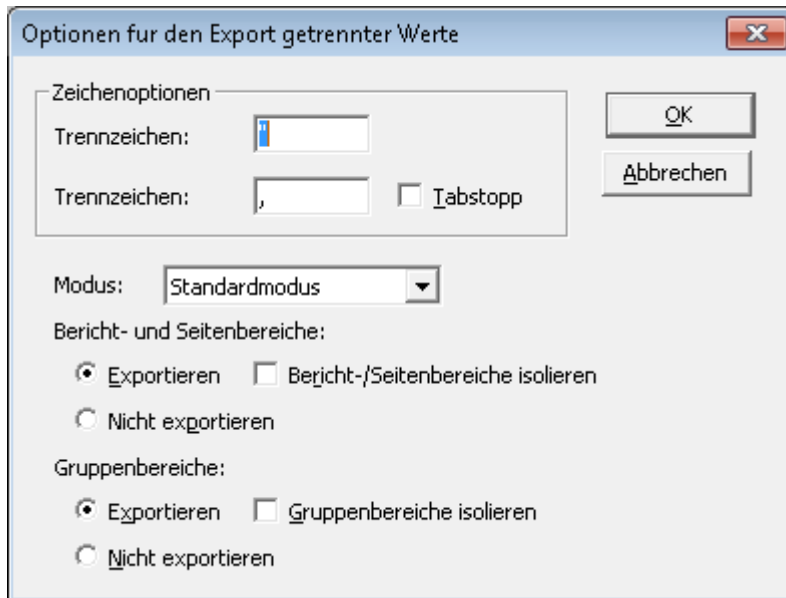 Optionen fur den Export getrennter Werte
Zeichenoptionen
Trennzeichen: "
OK
Trennzeichen: , Tabstopp
Abbrechen
Modus: Standardmodus
Bericht- und Seitenbereiche:
Exportieren Bericht-/Seitenbereiche isolieren
Nicht exportieren
Gruppenbereiche:
Exportieren Gruppenbereiche isolieren
Nicht exportieren